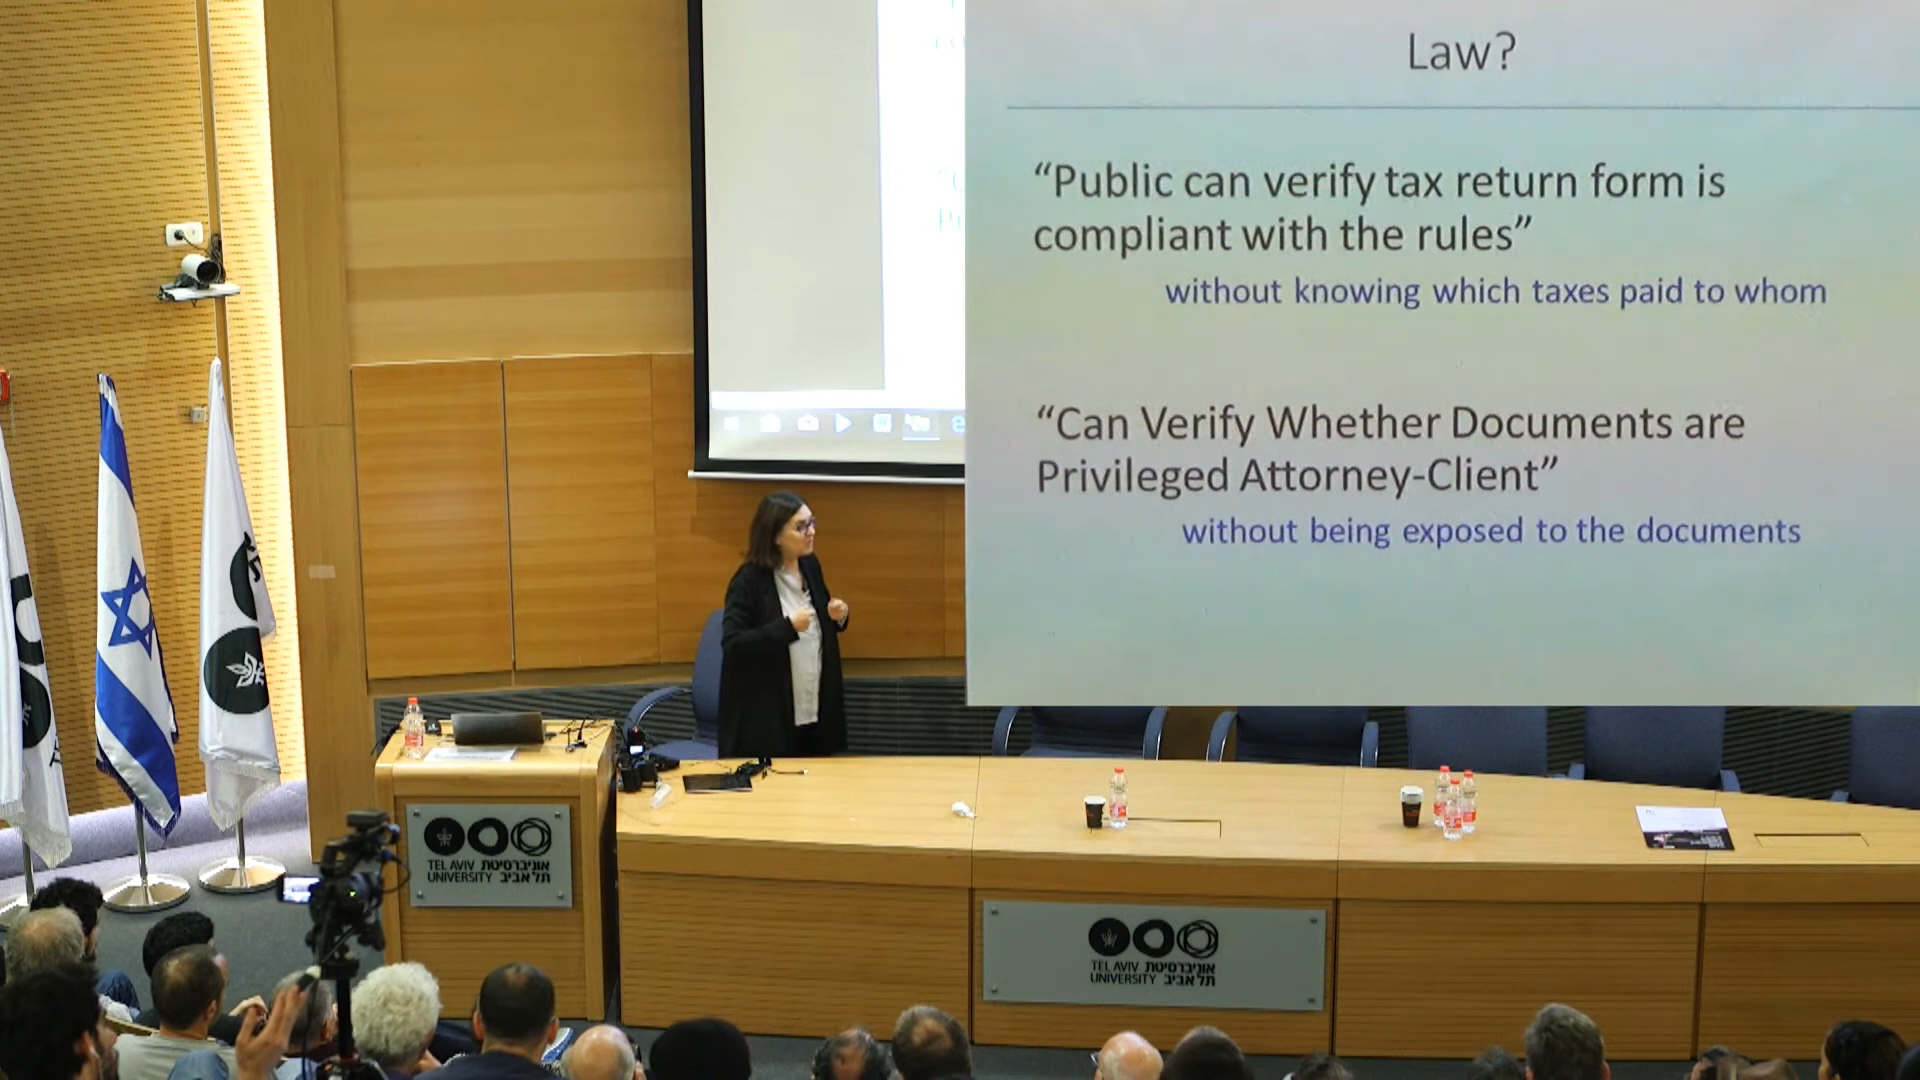 Law?
“Public can verify tax return form is
compliant with the rules”
without knowing which taxes paid to whom
“Can Verify Whether Documents are
Privileged Attorney-Client”
without being exposed to the documents
TEL AVIV אוניברסיטת
UNIVERSITY תל אביב
TEL AVIV אוניברסיטת
UNIVERSITY תל אביב